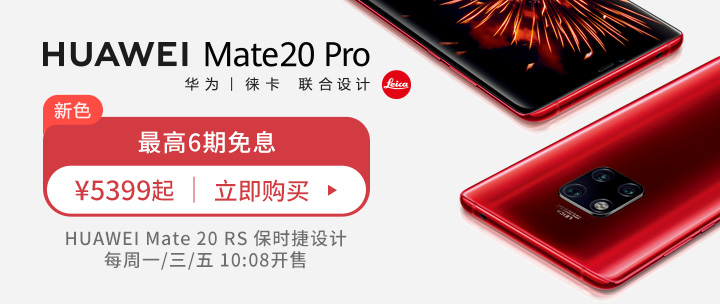 HUAWEI Mate20 Pro
华为 | 徕卡 联合设计
Leica
新色
最高6期免息
¥5399起 | 立即购买
HUAWEI Mate 20 RS 保时捷设计
每周一/三/五 10:08开售